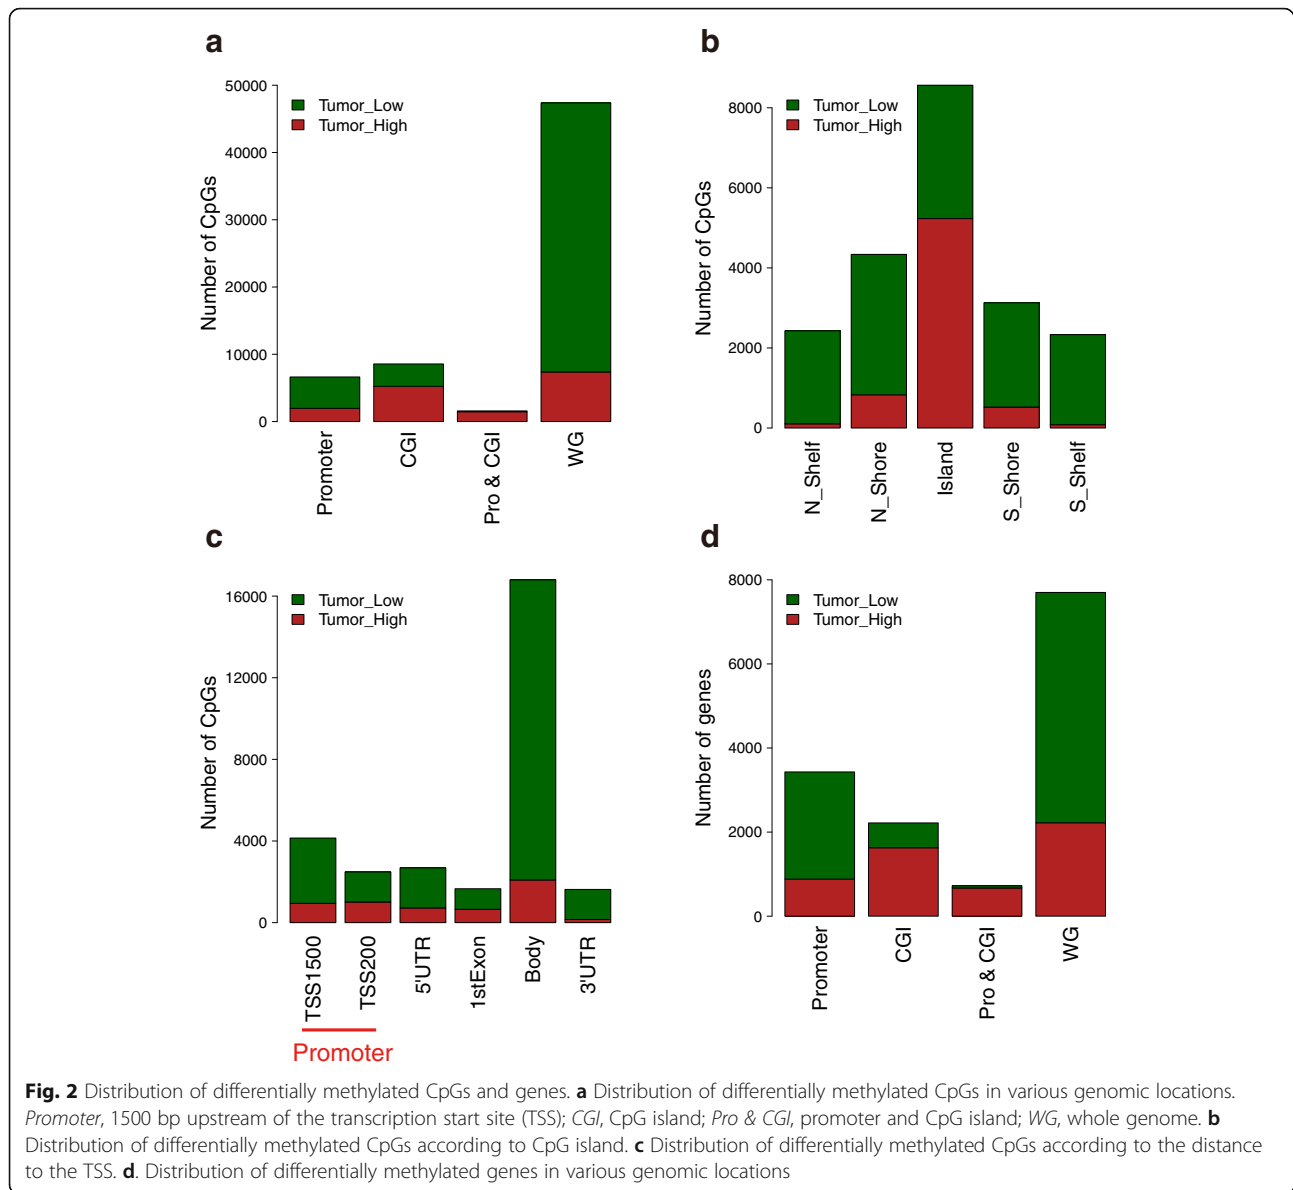 a
50000
40000
30000
20000
10000
0
Number of CpGs
Tumor_Low
Tumor_High
Promoter
CGI
Pro & CGI
WG
b
8000
6000
4000
2000
0
Number of CpGs
Tumor_Low
Tumor_High
N_Shelf
N_Shore
Island
S_Shore
S_Shelf
c
16000
12000
8000
4000
0
Number of CpGs
Tumor_Low
Tumor_High
TSS1500
TSS200
5'UTR
1stExon
Body
3'UTR
Promoter
d
8000
6000
4000
2000
0
Number of genes
Tumor_Low
Tumor_High
Promoter
CGI
Pro & CGI
WG
Fig. 2 Distribution of differentially methylated CpGs and genes. a Distribution of differentially methylated CpGs in various genomic locations.
Promoter, 1500 bp upstream of the transcription start site (TSS); CGI, CpG island; Pro & CGI, promoter and CpG island; WG, whole genome. b
Distribution of differentially methylated CpGs according to CpG island. c Distribution of differentially methylated CpGs according to the distance
to the TSS. d. Distribution of differentially methylated genes in various genomic locations